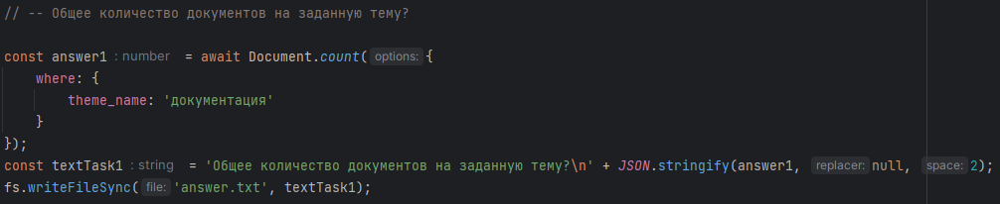 // -- Общее количество документов на заданную тему?
const answer1 : number = await Document.count( options: {
where: {
theme_name: 'документация'
}
});
const textTask1 : string = 'Общее количество документов на заданную тему?\n' + JSON.stringify(answer1, replacer: null, space: 2);
fs.writeFileSync( file: 'answer.txt', textTask1);